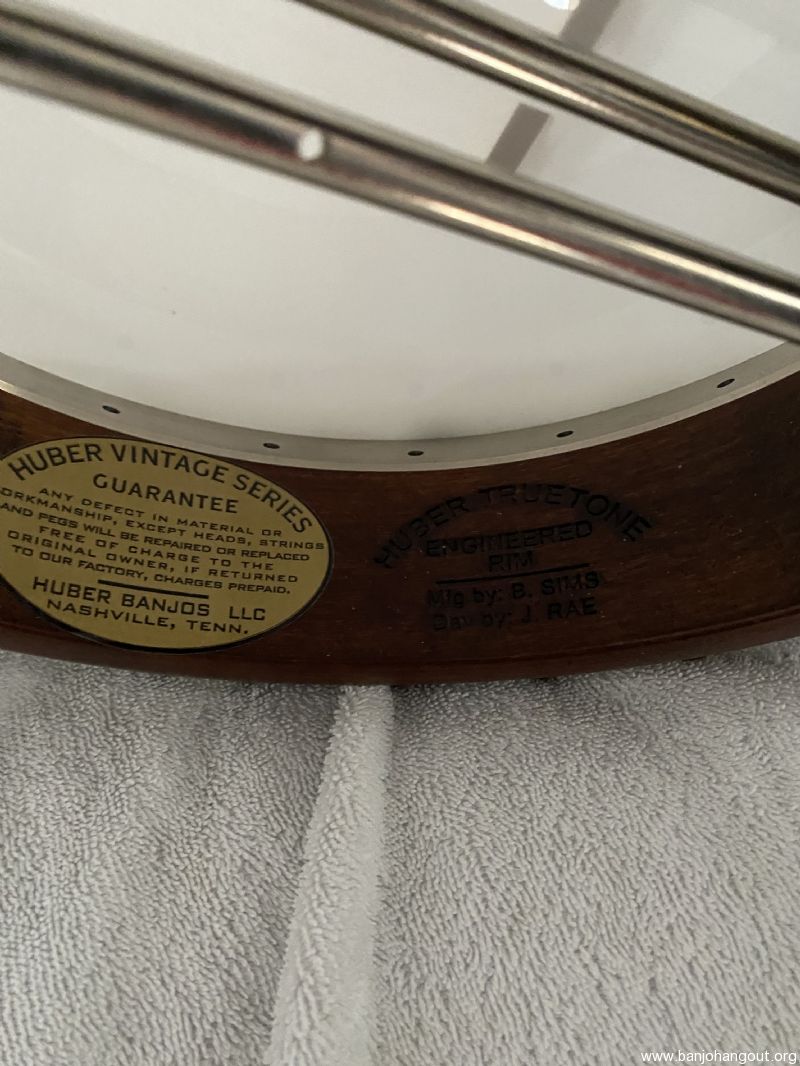 HUBER VINTAGE SERIES
GUARANTEE
ANY DEFECT IN MATERIAL OR
ORKMANSHIP, EXCEPT HEADS, STRINGS
AND PEGS WILL BE REPAIRED OR REPLACED
FREE OF CHARGE TO THE
ORIGINAL OWNER, IF RETURNED
TO OUR FACTORY, CHARGES PREPAID.
HUBER BANJOS LLC
NASHVILLE, TENN.
HUBER TRUETONE
ENGINEERED
RIM
Mfg by: B. SIMS
Dev by: J. RAE
www.banjohangout.org